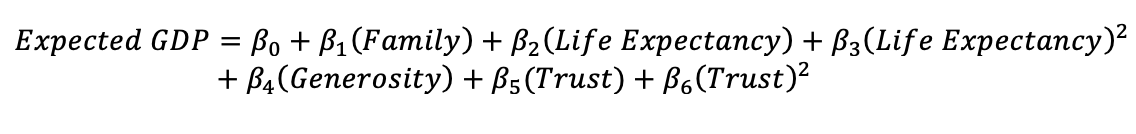 Expected GDP = β₀ + β₁(Family) + β₂(Life Expectancy) + β₃(Life Expectancy)²
+ β₄(Generosity) + β₅(Trust) + β₆(Trust)²